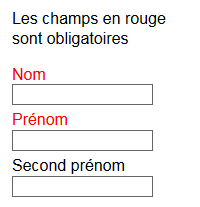 Les champs en rouge
sont obligatoires
Nom
Prénom
Second prénom